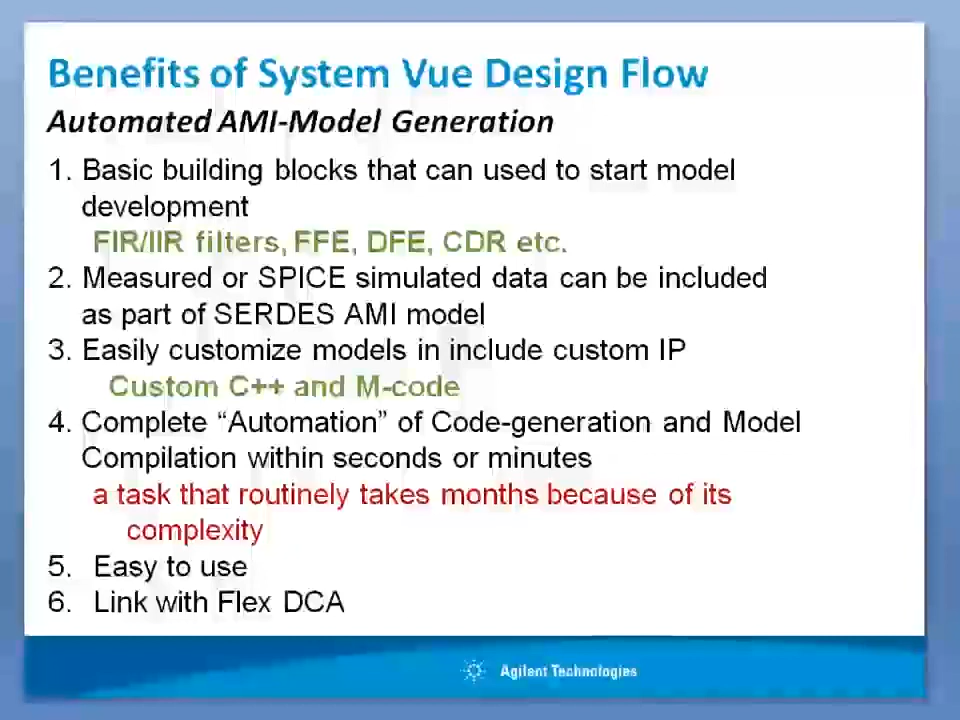 Benefits of System Vue Design Flow
Automated AMI-Model Generation
1. Basic building blocks that can used to start model
development
FIR/IIR filters, FFE, DFE, CDR etc.
2. Measured or SPICE simulated data can be included
as part of SERDES AMI model
3. Easily customize models in include custom IP
Custom C++ and M-code
4. Complete “Automation” of Code-generation and Model
Compilation within seconds or minutes
a task that routinely takes months because of its
complexity
5. Easy to use
6. Link with Flex DCA
Agilent Technologies